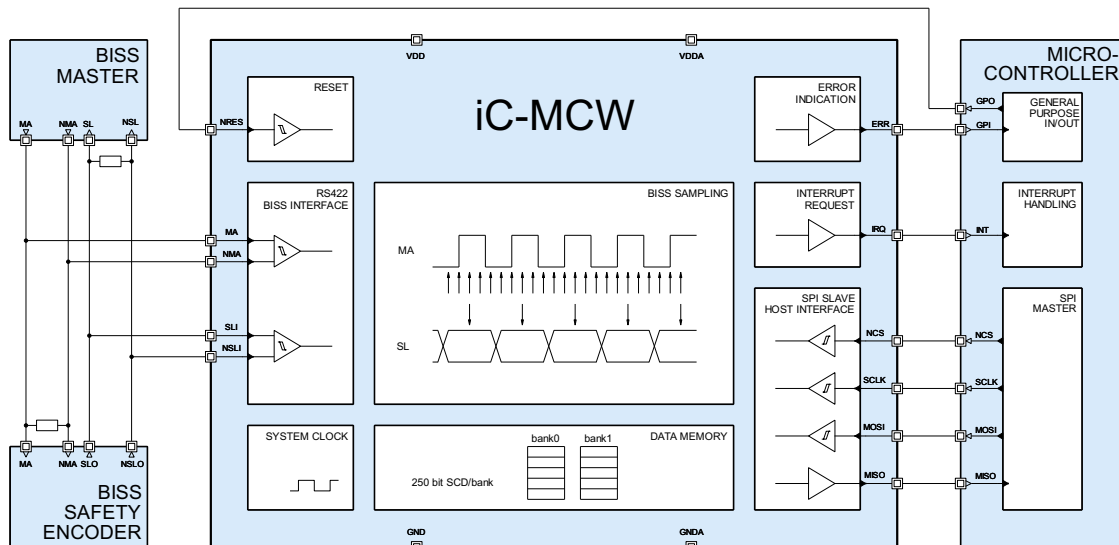 BISS
MASTER
MA NMA SL NSL
MA NMA SLO NSLO
BISS
SAFETY
ENCODER
VDD VDDA
iC-MCW
RESET
NRES
RS422
BISS INTERFACE
MA
NMA
SLI
NSLI
SYSTEM CLOCK
BISS SAMPLING
MA
SL
bank0 bank1 DATA MEMORY
250 bit SCD/bank
ERROR
INDICATION
ERR
INTERRUPT
REQUEST
IRQ
SPI SLAVE
HOST INTERFACE
NCS
SCLK
MOSI
MISO
GND GNDA
MICRO-
CONTROLLER
GPO
GPI
GENERAL
PURPOSE
IN/OUT
INTERRUPT
HANDLING
INT
SPI
MASTER
NCS
SCLK
MOSI
MISO